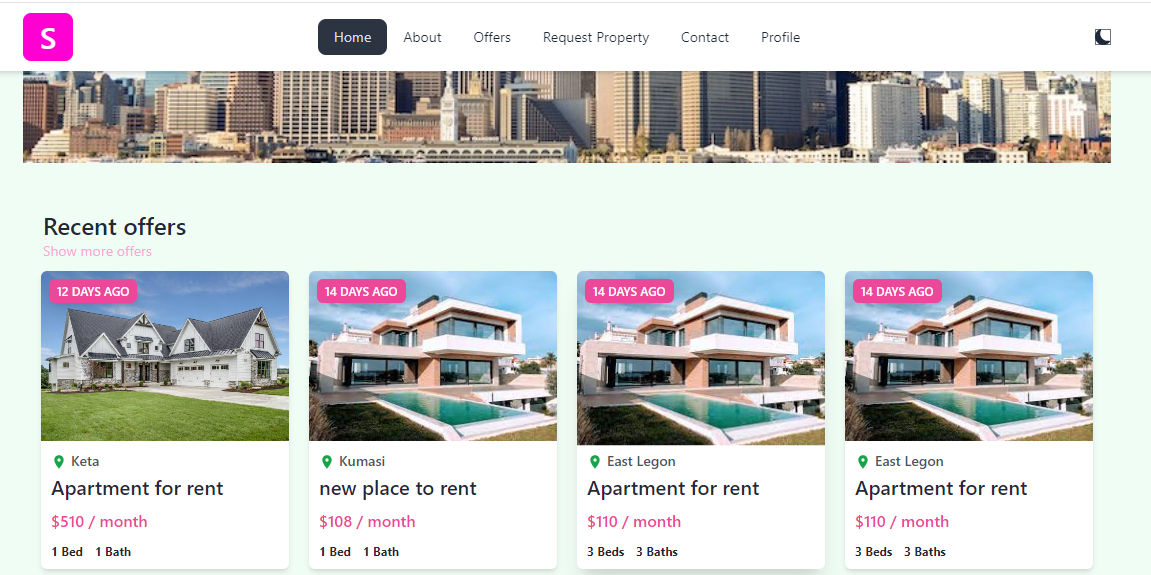 S
Home About Offers Request Property Contact Profile
Recent offers
Show more offers
12 DAYS AGO
Keta
Apartment for rent
$510 / month
1 Bed 1 Bath
14 DAYS AGO
Kumasi
new place to rent
$108 / month
1 Bed 1 Bath
14 DAYS AGO
East Legon
Apartment for rent
$110 / month
3 Beds 3 Baths
14 DAYS AGO
East Legon
Apartment for rent
$110 / month
3 Beds 3 Baths